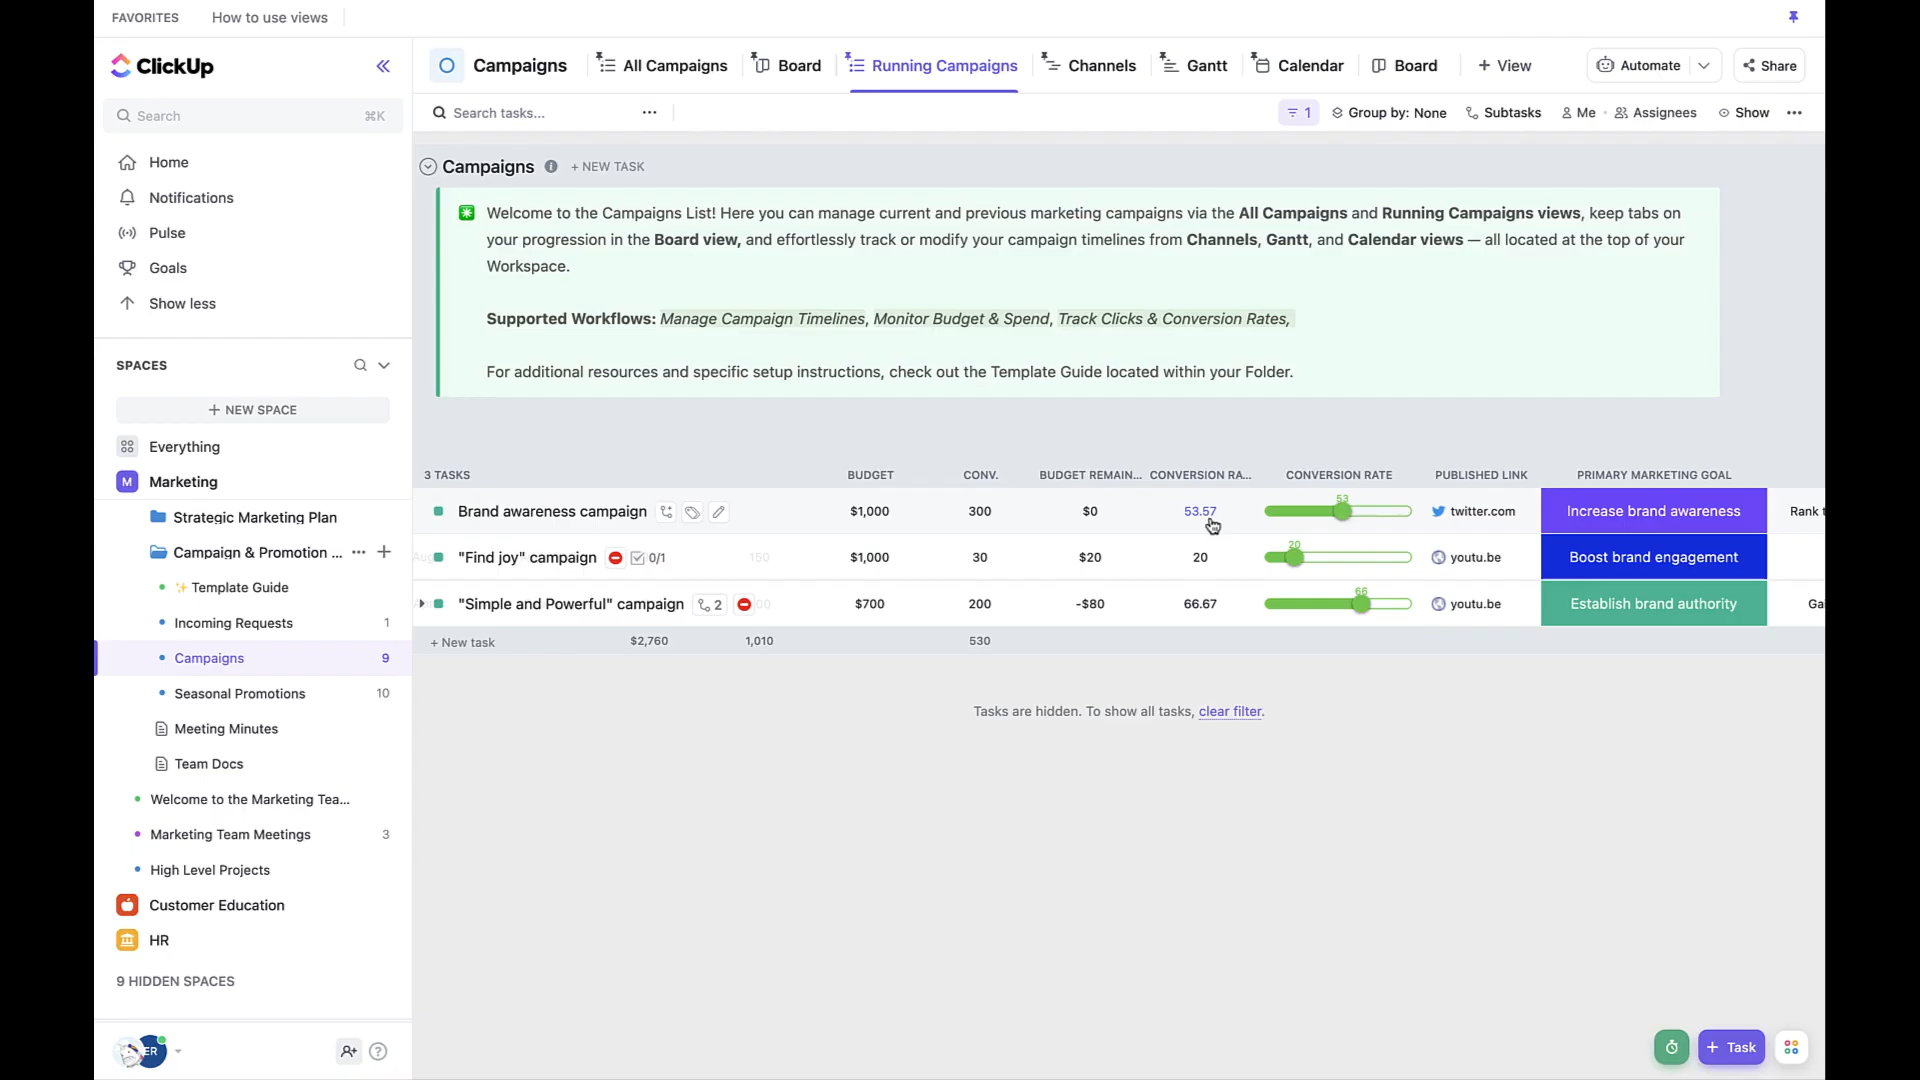 FAVORITES How to use views
ClickUp
Search ⌘K
Home
Notifications
Pulse
Goals
Show less
SPACES
+ NEW SPACE
Everything
M Marketing
Strategic Marketing Plan
Campaign & Promotion ...
✨ Template Guide
Incoming Requests 1
Campaigns 9
Seasonal Promotions 10
Meeting Minutes
Team Docs
Welcome to the Marketing Tea...
Marketing Team Meetings 3
High Level Projects
Customer Education
HR
9 HIDDEN SPACES
ER
Campaigns All Campaigns Board Running Campaigns Channels Gantt Calendar Board + View Automate Share
Search tasks... 1 Group by: None Subtasks Me Assignees Show
Campaigns + NEW TASK
Welcome to the Campaigns List! Here you can manage current and previous marketing campaigns via the All Campaigns and Running Campaigns views, keep tabs on
your progression in the Board view, and effortlessly track or modify your campaign timelines from Channels, Gantt, and Calendar views — all located at the top of your
Workspace.
Supported Workflows: Manage Campaign Timelines, Monitor Budget & Spend, Track Clicks & Conversion Rates,
For additional resources and specific setup instructions, check out the Template Guide located within your Folder.
3 TASKS BUDGET CONV. BUDGET REMAIN... CONVERSION RA... CONVERSION RATE PUBLISHED LINK PRIMARY MARKETING GOAL
Brand awareness campaign $1,000 300 $0 53.57 53 twitter.com Increase brand awareness Rank t
"Find joy" campaign 0/1 150 $1,000 30 $20 20 20 youtu.be Boost brand engagement
"Simple and Powerful" campaign 2 00 $700 200 -$80 66.67 66 youtu.be Establish brand authority Ga
+ New task $2,760 1,010 530
Tasks are hidden. To show all tasks, clear filter.
+ Task